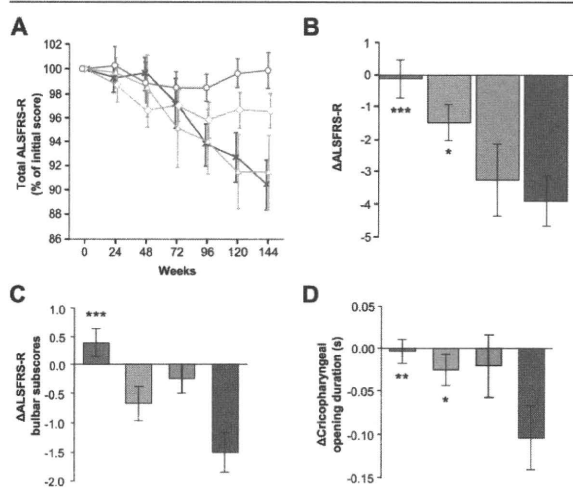 A
Total ALSFRS-R
(% of initial score)
102
100
98
96
94
92
90
88
86
0 24 48 72 96 120 144
Weeks
B
ΔALSFRS-R
1
0
-1
-2
-3
-4
-5
***
*
C
ΔALSFRS-R
bulbar subscores
1.0
0.5
0.0
-0.5
-1.0
-1.5
-2.0
***
D
ΔCricopharyngeal
opening duration (s)
0.05
0.00
-0.05
-0.10
-0.15
**
*